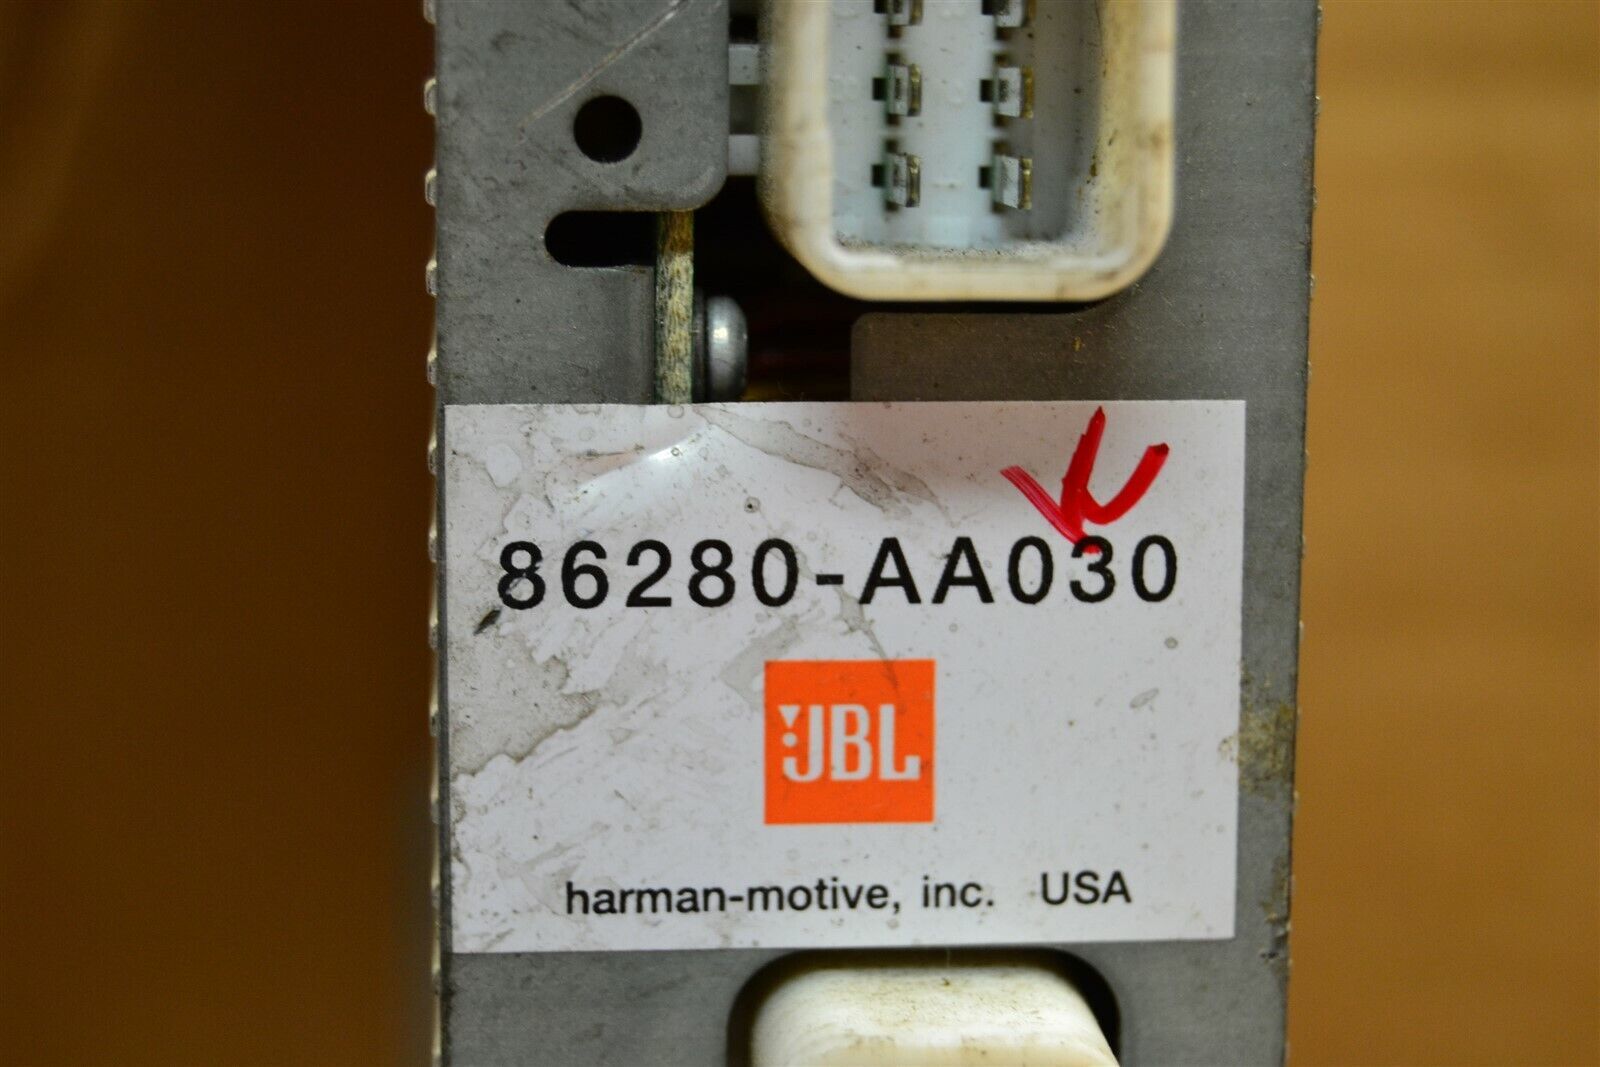 86280-AA030
JBL
harman-motive, inc. USA